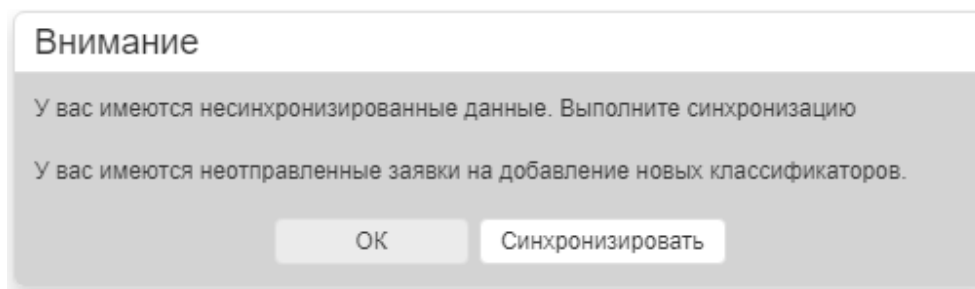 Внимание
У вас имеются несинхронизированные данные. Выполните синхронизацию
У вас имеются неотправленные заявки на добавление новых классификаторов.
ОК
Синхронизировать